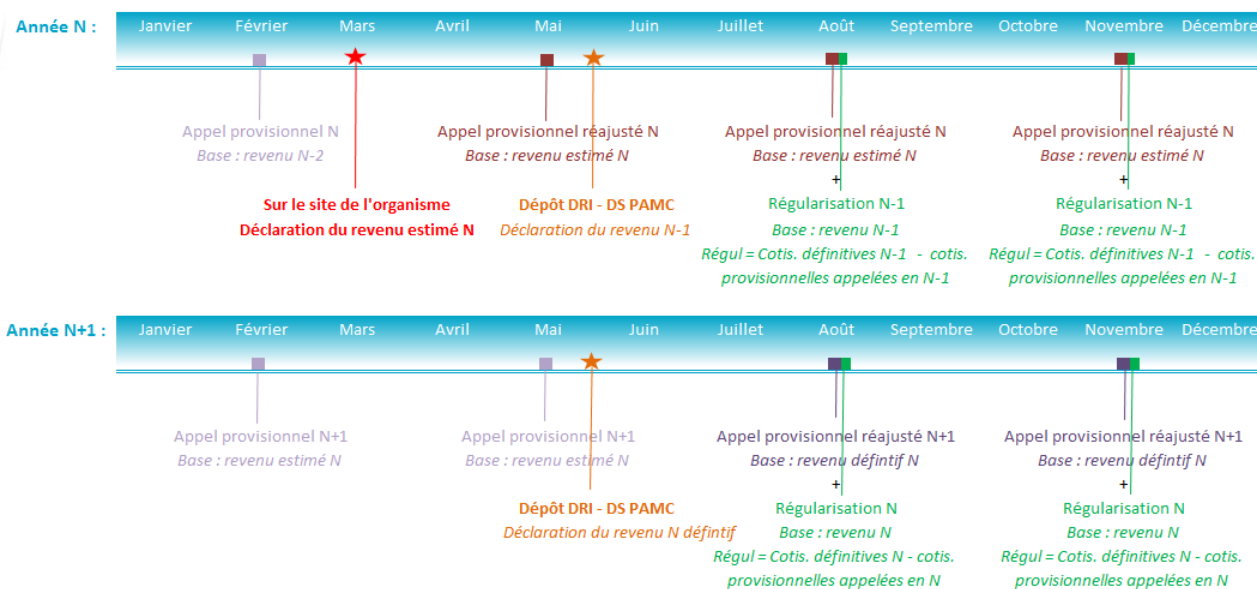 Année N :
Janvier Février Mars Avril Mai Juin Juillet Août Septembre Octobre Novembre Décembre
Appel provisionnel N
Base : revenu N-2
Appel provisionnel réajusté N
Base : revenu estimé N
Appel provisionnel réajusté N
Base : revenu estimé N
+
Appel provisionnel réajusté N
Base : revenu estimé N
+
Sur le site de l'organisme
Déclaration du revenu estimé N
Dépôt DRI - DS PAMC
Déclaration du revenu N-1
Régularisation N-1
Base : revenu N-1
Régul = Cotis. définitives N-1 - cotis.
provisionnelles appelées en N-1
Régularisation N-1
Base : revenu N-1
Régul = Cotis. définitives N-1 - cotis.
provisionnelles appelées en N-1
Année N+1 :
Janvier Février Mars Avril Mai Juin Juillet Août Septembre Octobre Novembre Décembre
Appel provisionnel N+1
Base : revenu estimé N
Appel provisionnel N+1
Base : revenu estimé N
Appel provisionnel réajusté N+1
Base : revenu défintif N
+
Appel provisionnel réajusté N+1
Base : revenu défintif N
+
Dépôt DRI - DS PAMC
Déclaration du revenu N défintif
Régularisation N
Base : revenu N
Régul = Cotis. définitives N - cotis.
provisionnelles appelées en N
Régularisation N
Base : revenu N
Régul = Cotis. définitives N - cotis.
provisionnelles appelées en N